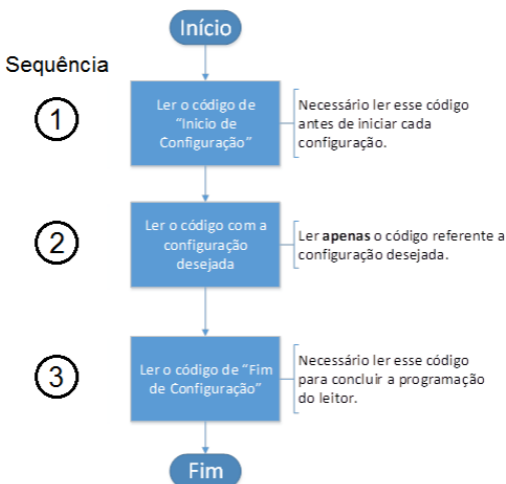 Início
Sequência
1
Ler o código de
“Inicio de
Configuração”
Necessário ler esse código
antes de iniciar cada
configuração.
2
Ler o código com a
configuração
desejada
Ler apenas o código referente a
configuração desejada.
3
Ler o código de “Fim
de Configuração”
Necessário ler esse código
para concluir a programação
do leitor.
Fim